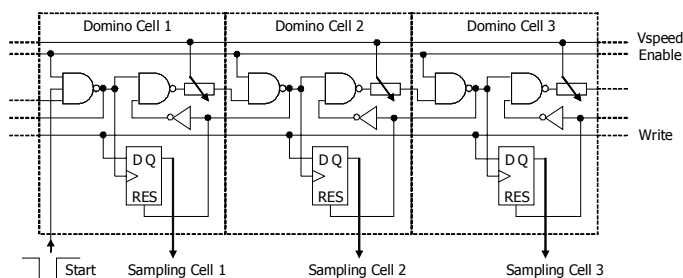 Domino Cell 1 Domino Cell 2 Domino Cell 3
Vspeed
Enable
Write
D Q D Q D Q
RES RES RES
Start Sampling Cell 1 Sampling Cell 2 Sampling Cell 3